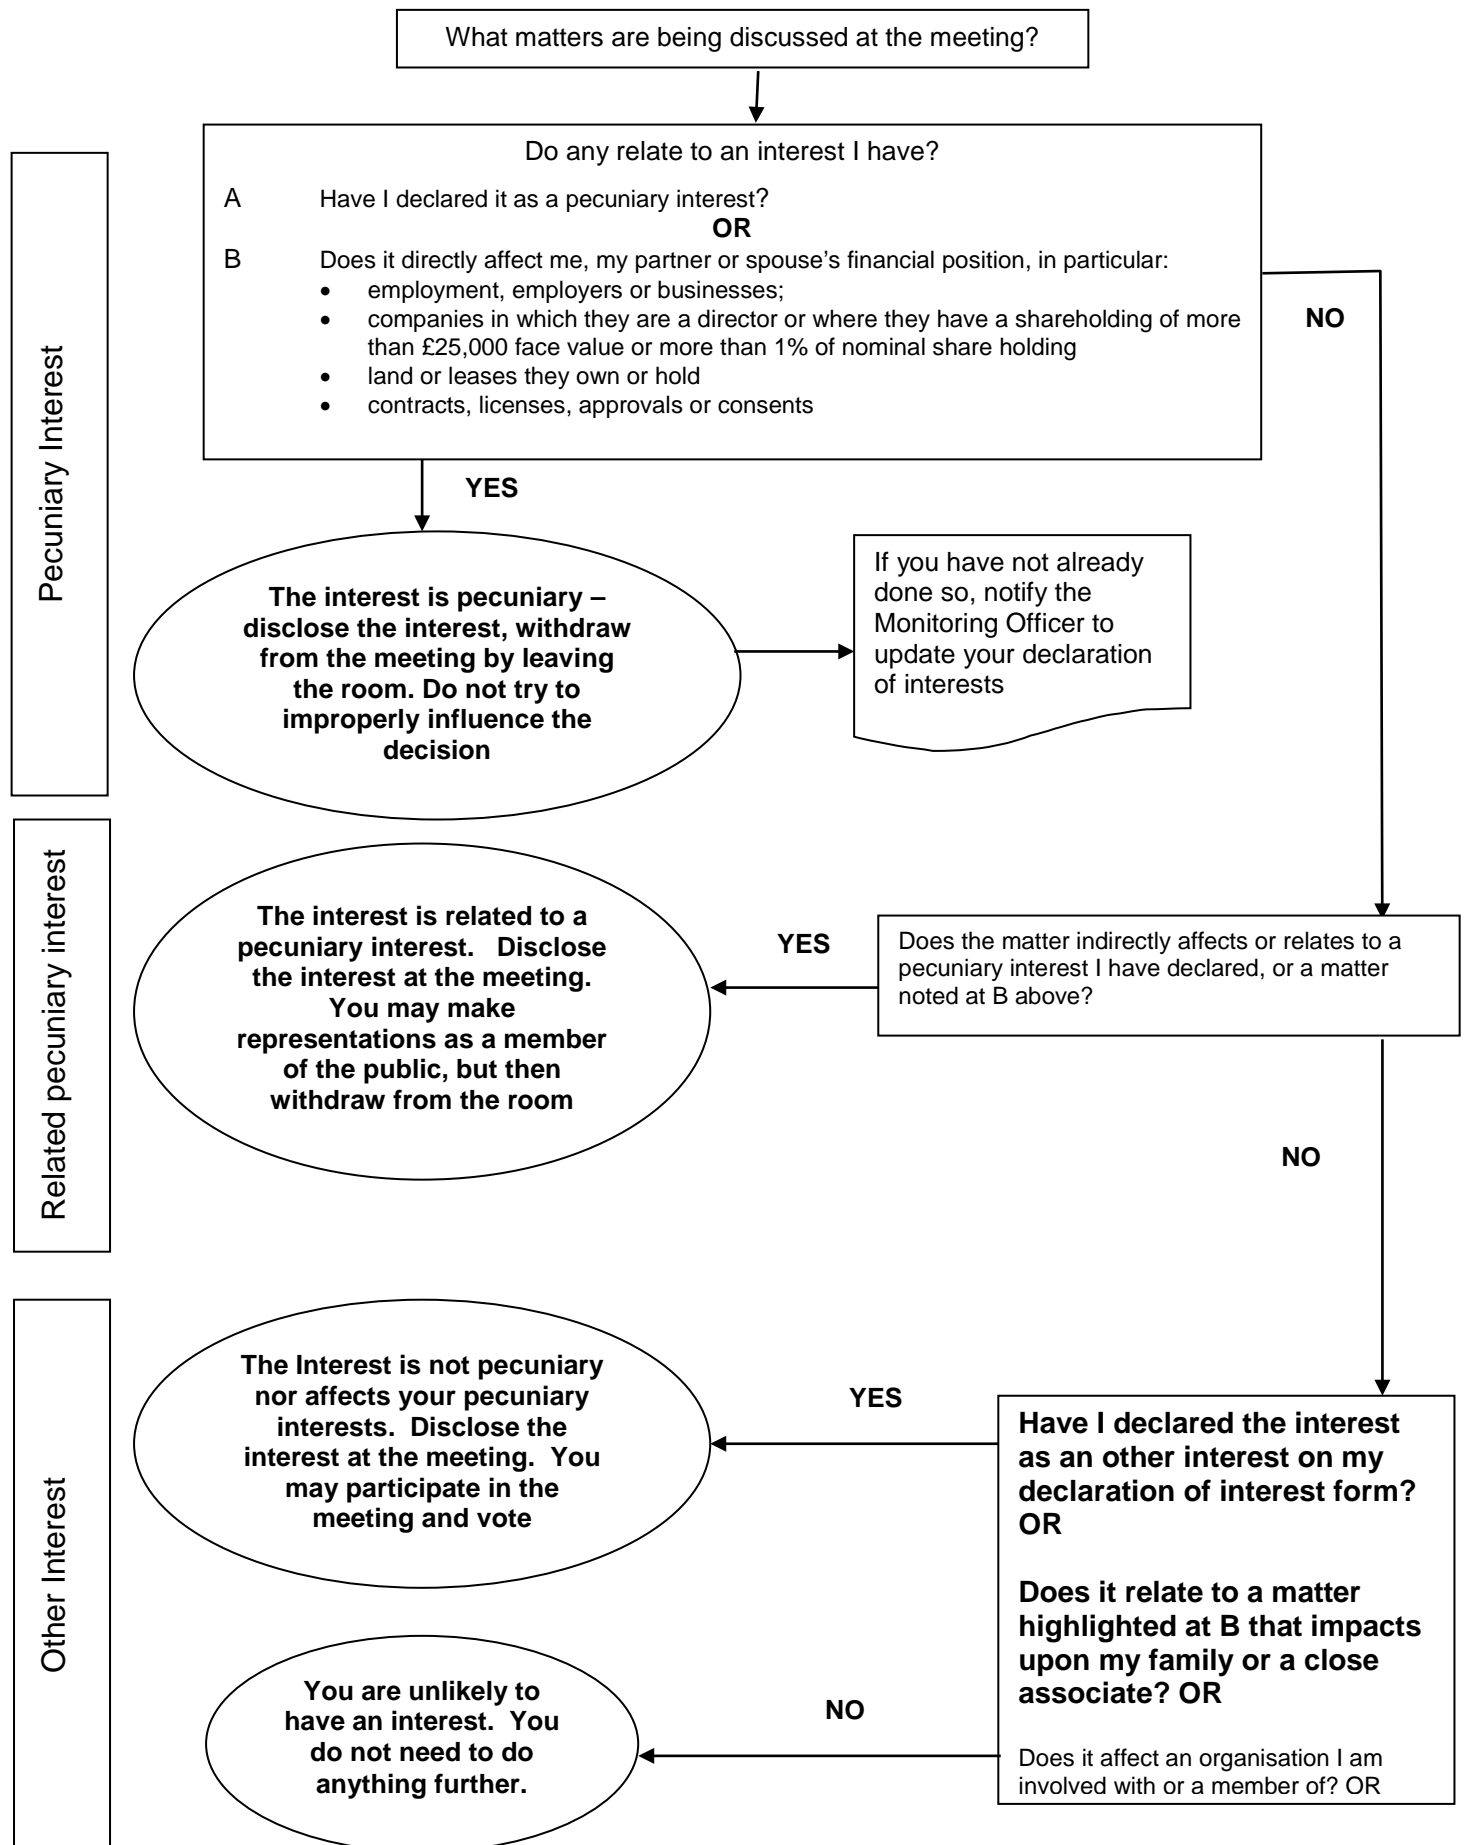 What matters are being discussed at the meeting?
Pecuniary Interest
Do any relate to an interest I have?
A Have I declared it as a pecuniary interest?
OR
B Does it directly affect me, my partner or spouse's financial position, in particular:
• employment, employers or businesses;
• companies in which they are a director or where they have a shareholding of more
than £25,000 face value or more than 1% of nominal share holding
• land or leases they own or hold
• contracts, licenses, approvals or consents
NO
YES
The interest is pecuniary –
disclose the interest, withdraw
from the meeting by leaving
the room. Do not try to
improperly influence the
decision
If you have not already
done so, notify the
Monitoring Officer to
update your declaration
of interests
Related pecuniary interest
The interest is related to a
pecuniary interest. Disclose
the interest at the meeting.
You may make
representations as a member
of the public, but then
withdraw from the room
YES
Does the matter indirectly affects or relates to a
pecuniary interest I have declared, or a matter
noted at B above?
NO
Other Interest
The Interest is not pecuniary
nor affects your pecuniary
interests. Disclose the
interest at the meeting. You
may participate in the
meeting and vote
YES
Have I declared the interest
as an other interest on my
declaration of interest form?
OR
Does it relate to a matter
highlighted at B that impacts
upon my family or a close
associate? OR
Does it affect an organisation I am
involved with or a member of? OR
NO
You are unlikely to
have an interest. You
do not need to do
anything further.